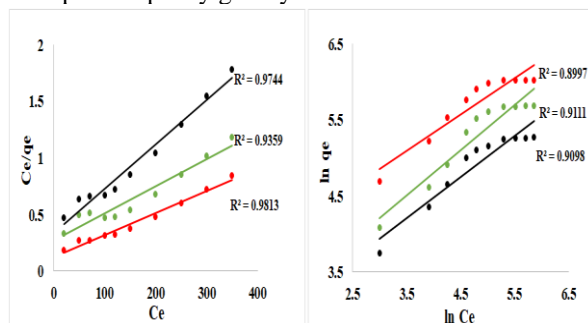 2
1.5
1
0.5
0
Ce/qe
0 100 200 300 400
Ce
R² = 0.9744
R² = 0.9359
R² = 0.9813
6.5
5.5
4.5
3.5
ln qe
2.5 3.5 4.5 5.5 6.5
ln Ce
R² = 0.8997
R² = 0.9111
R² = 0.9098